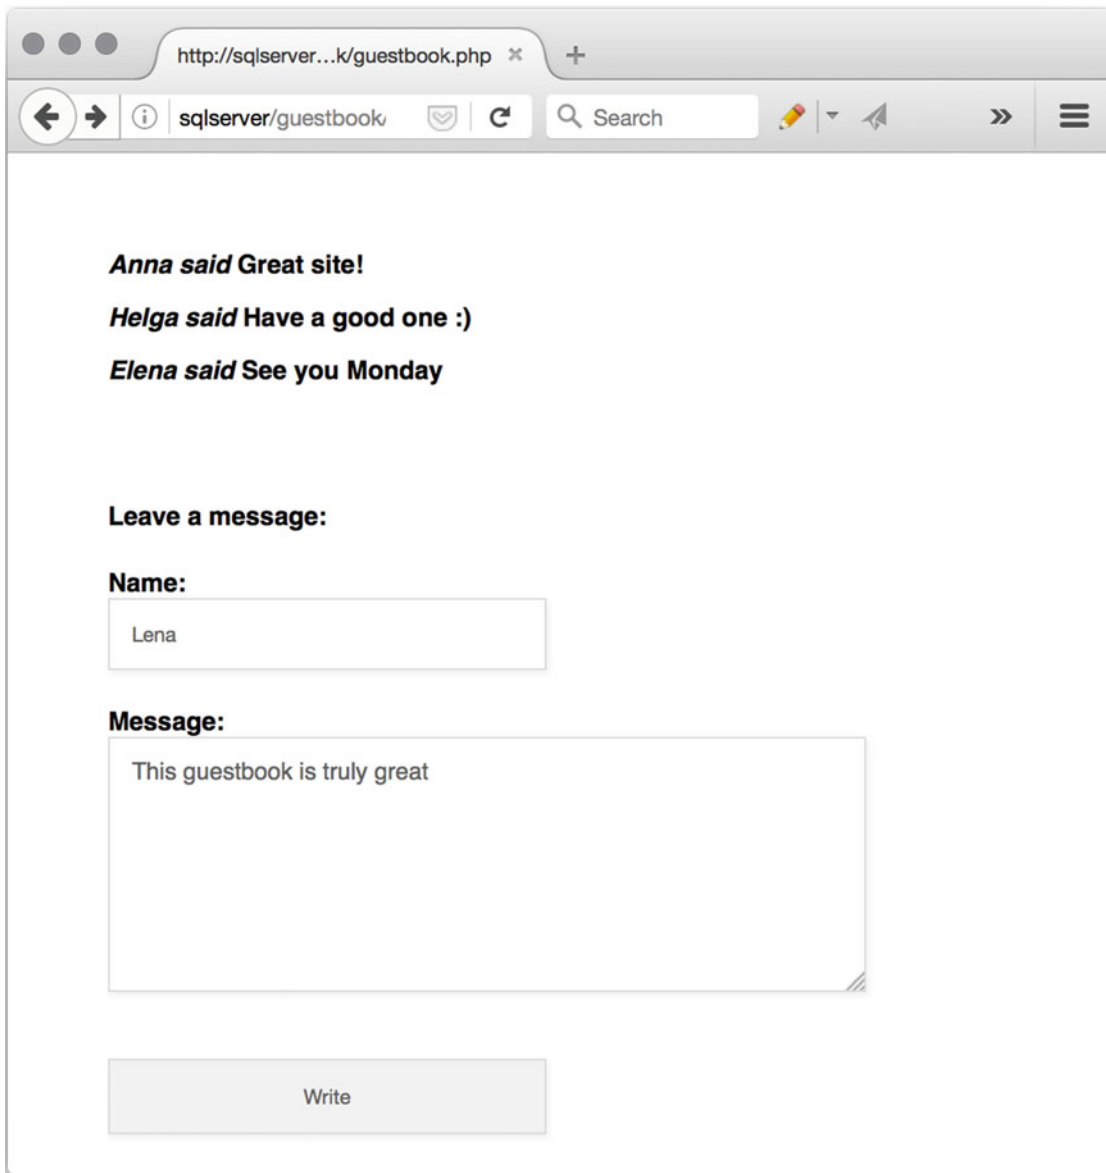 http://sqlserver...k/guestbook.php
sqlserver/guestbook/
Search
Anna said Great site!
Helga said Have a good one :)
Elena said See you Monday
Leave a message:
Name:
Lena
Message:
This guestbook is truly great
Write